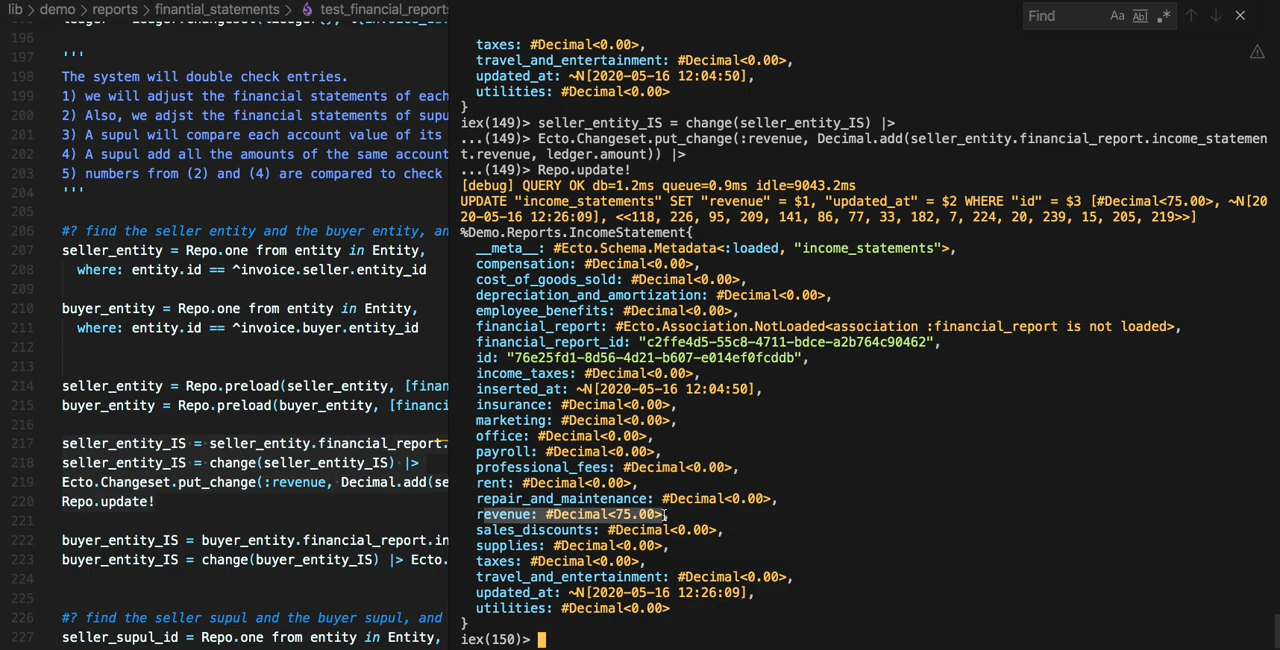 lib > demo > reports > finantial_statements > test_financial_reports
Find Aa Abl .*
196
197 '''
198 The system will double check entries.
199 1) we will adjust the financial statements of each
200 2) Also, we adjst the financial statements of supu
201 3) A supul will compare each account value of its
202 4) A supul add all the amounts of the same account
203 5) numbers from (2) and (4) are compared to check
204 '''
205
206 #? find the seller entity and the buyer entity, an
207 seller_entity = Repo.one from entity in Entity,
208 where: entity.id == ^invoice.seller.entity_id
209
210 buyer_entity = Repo.one from entity in Entity,
211 where: entity.id == ^invoice.buyer.entity_id
212
213
214 seller_entity = Repo.preload(seller_entity, [finan
215 buyer_entity = Repo.preload(buyer_entity, [financi
216
217 seller_entity_IS = seller_entity.financial_report.
218 seller_entity_IS = change(seller_entity_IS) |>
219 Ecto.Changeset.put_change(:revenue, Decimal.add(se
220 Repo.update!
221
222 buyer_entity_IS = buyer_entity.financial_report.in
223 buyer_entity_IS = change(buyer_entity_IS) |> Ecto.
224
225
226 #? find the seller supul and the buyer supul, and
227 seller_supul_id = Repo.one from entity in Entity,
taxes: #Decimal<0.00>,
travel_and_entertainment: #Decimal<0.00>,
updated_at: ~N[2020-05-16 12:04:50],
utilities: #Decimal<0.00>
}
iex(149)> seller_entity_IS = change(seller_entity_IS) |>
...(149)> Ecto.Changeset.put_change(:revenue, Decimal.add(seller_entity.financial_report.income_statemen
t.revenue, ledger.amount)) |>
...(149)> Repo.update!
[debug] QUERY OK db=1.2ms queue=0.9ms idle=9043.2ms
UPDATE "income_statements" SET "revenue" = $1, "updated_at" = $2 WHERE "id" = $3 [#Decimal<75.00>, ~N[20
20-05-16 12:26:09], <<118, 226, 95, 209, 141, 86, 77, 33, 182, 7, 224, 20, 239, 15, 205, 219>>]
%Demo.Reports.IncomeStatement{
__meta__: #Ecto.Schema.Metadata<:loaded, "income_statements">,
compensation: #Decimal<0.00>,
cost_of_goods_sold: #Decimal<0.00>,
depreciation_and_amortization: #Decimal<0.00>,
employee_benefits: #Decimal<0.00>,
financial_report: #Ecto.Association.NotLoaded<association :financial_report is not loaded>,
financial_report_id: "c2ffe4d5-55c8-4711-bdce-a2b764c90462",
id: "76e25fd1-8d56-4d21-b607-e014ef0fcddb",
income_taxes: #Decimal<0.00>,
inserted_at: ~N[2020-05-16 12:04:50],
insurance: #Decimal<0.00>,
marketing: #Decimal<0.00>,
office: #Decimal<0.00>,
payroll: #Decimal<0.00>,
professional_fees: #Decimal<0.00>,
rent: #Decimal<0.00>,
repair_and_maintenance: #Decimal<0.00>,
revenue: #Decimal<75.00>,
sales_discounts: #Decimal<0.00>,
supplies: #Decimal<0.00>,
taxes: #Decimal<0.00>,
travel_and_entertainment: #Decimal<0.00>,
updated_at: ~N[2020-05-16 12:26:09],
utilities: #Decimal<0.00>
}
iex(150)>